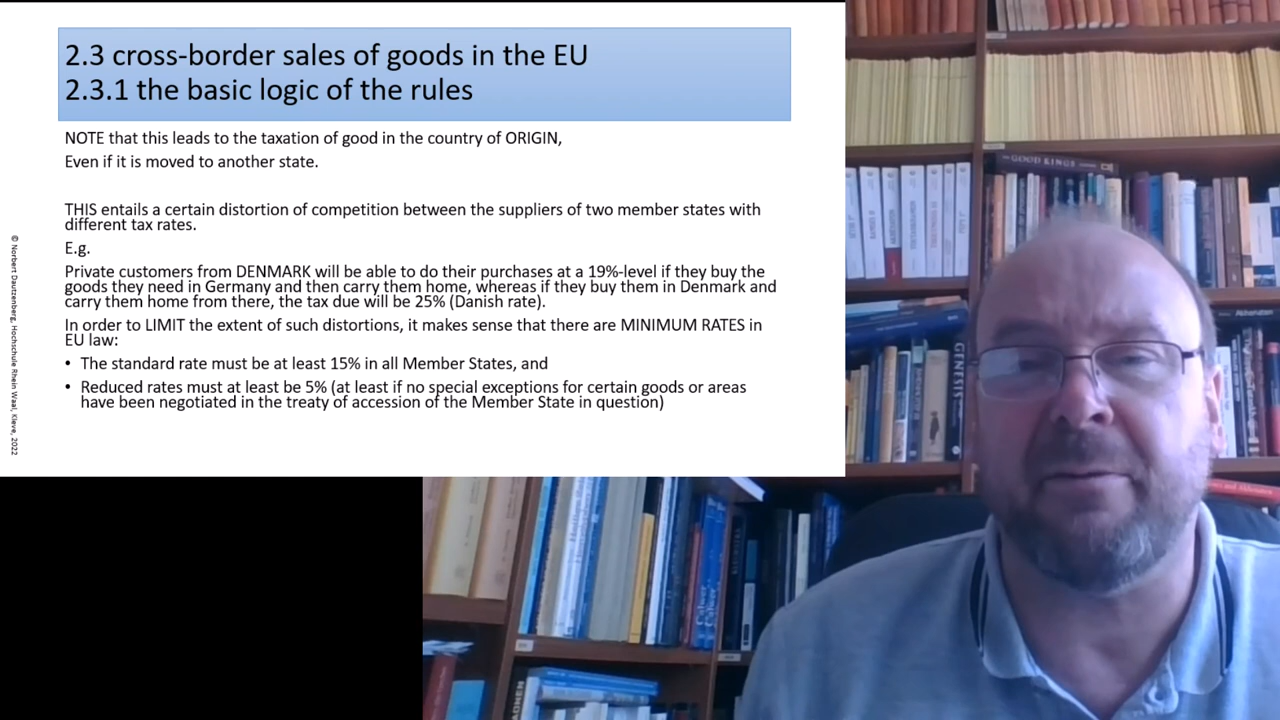 2.3 cross-border sales of goods in the EU
2.3.1 the basic logic of the rules
NOTE that this leads to the taxation of good in the country of ORIGIN,
Even if it is moved to another state.
THIS entails a certain distortion of competition between the suppliers of two member states with
different tax rates.
E.g.
Private customers from DENMARK will be able to do their purchases at a 19%-level if they buy the
goods they need in Germany and then carry them home, whereas if they buy them in Denmark and
carry them home from there, the tax due will be 25% (Danish rate).
In order to LIMIT the extent of such distortions, it makes sense that there are MINIMUM RATES in
EU law:
• The standard rate must be at least 15% in all Member States, and
• Reduced rates must at least be 5% (at least if no special exceptions for certain goods or areas
have been negotiated in the treaty of accession of the Member State in question)
© Norbert Dautzenberg, Hochschule Rhein Waal, Kleve, 2022
GOOD KINGS
GENESIS